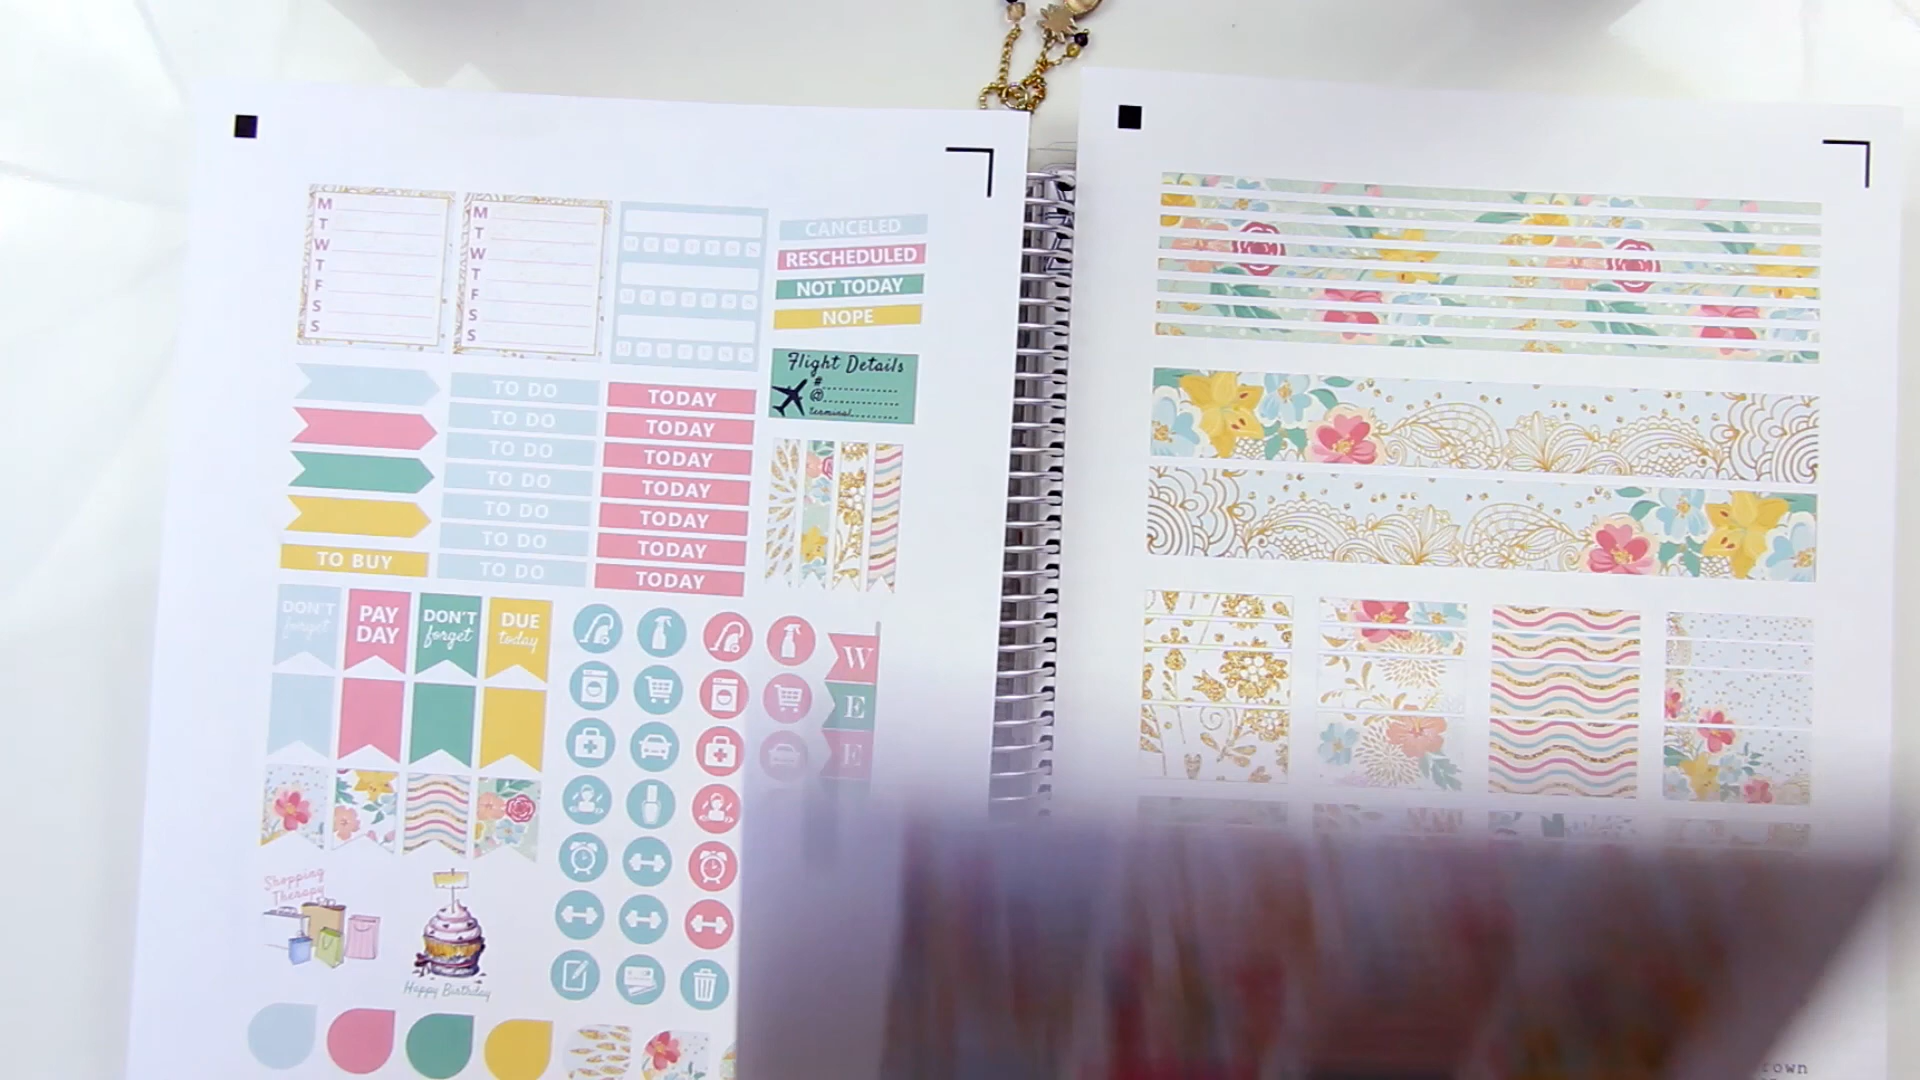 M
T
W
T
F
S
S
M
T
W
T
F
S
S
M T W T F S S
M T W T F S S
M T W T F S S
CANCELED
RESCHEDULED
NOT TODAY
NOPE
Flight Details
#
@
terminal
TO DO
TO DO
TO DO
TO DO
TO DO
TO DO
TO DO
TODAY
TODAY
TODAY
TODAY
TODAY
TODAY
TODAY
TO BUY
DON'T
forget
PAY
DAY
DON'T
forget
DUE
today
W
E
E
Shopping
Therapy
Happy Birthday